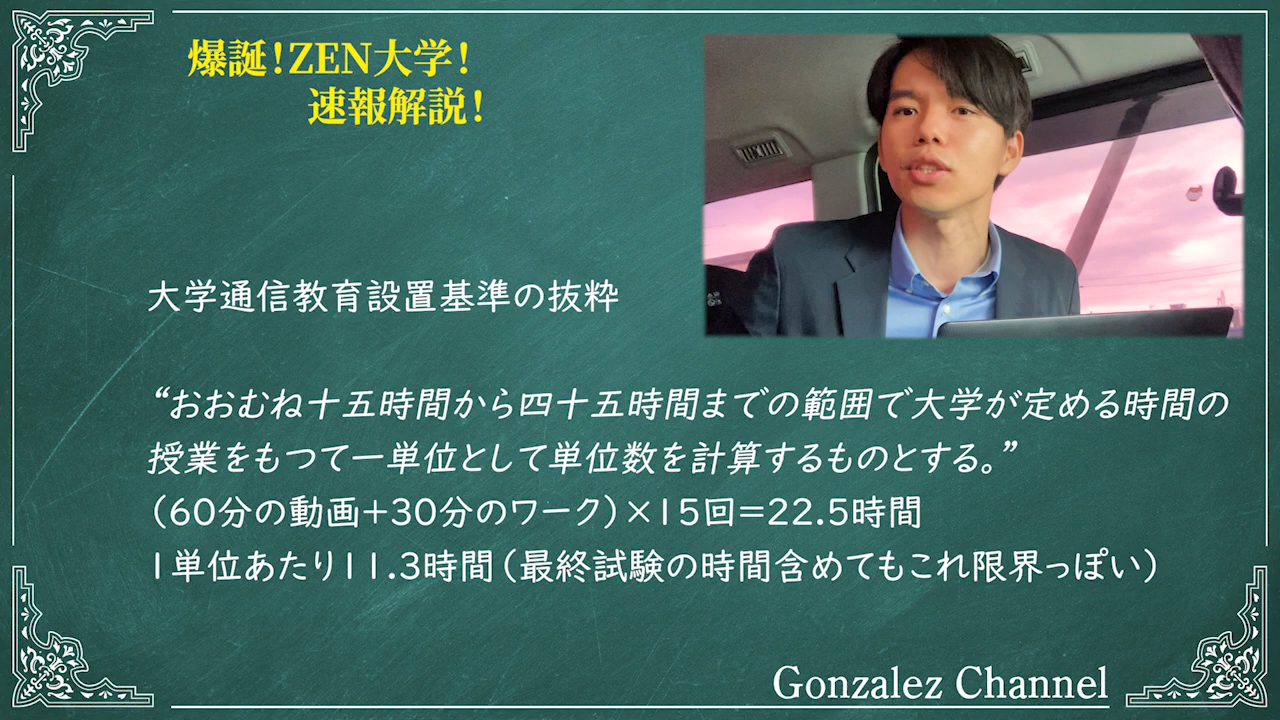 爆誕！ZEN大学！
速報解説！
大学通信教育設置基準の抜粋
“おおむね十五時間から四十五時間までの範囲で大学が定める時間の
授業をもつて一単位として単位数を計算するものとする。”
（60分の動画＋30分のワーク）×15回＝22.5時間
1単位あたり11.3時間（最終試験の時間含めてもこれ限界っぽい）
Gonzalez Channel